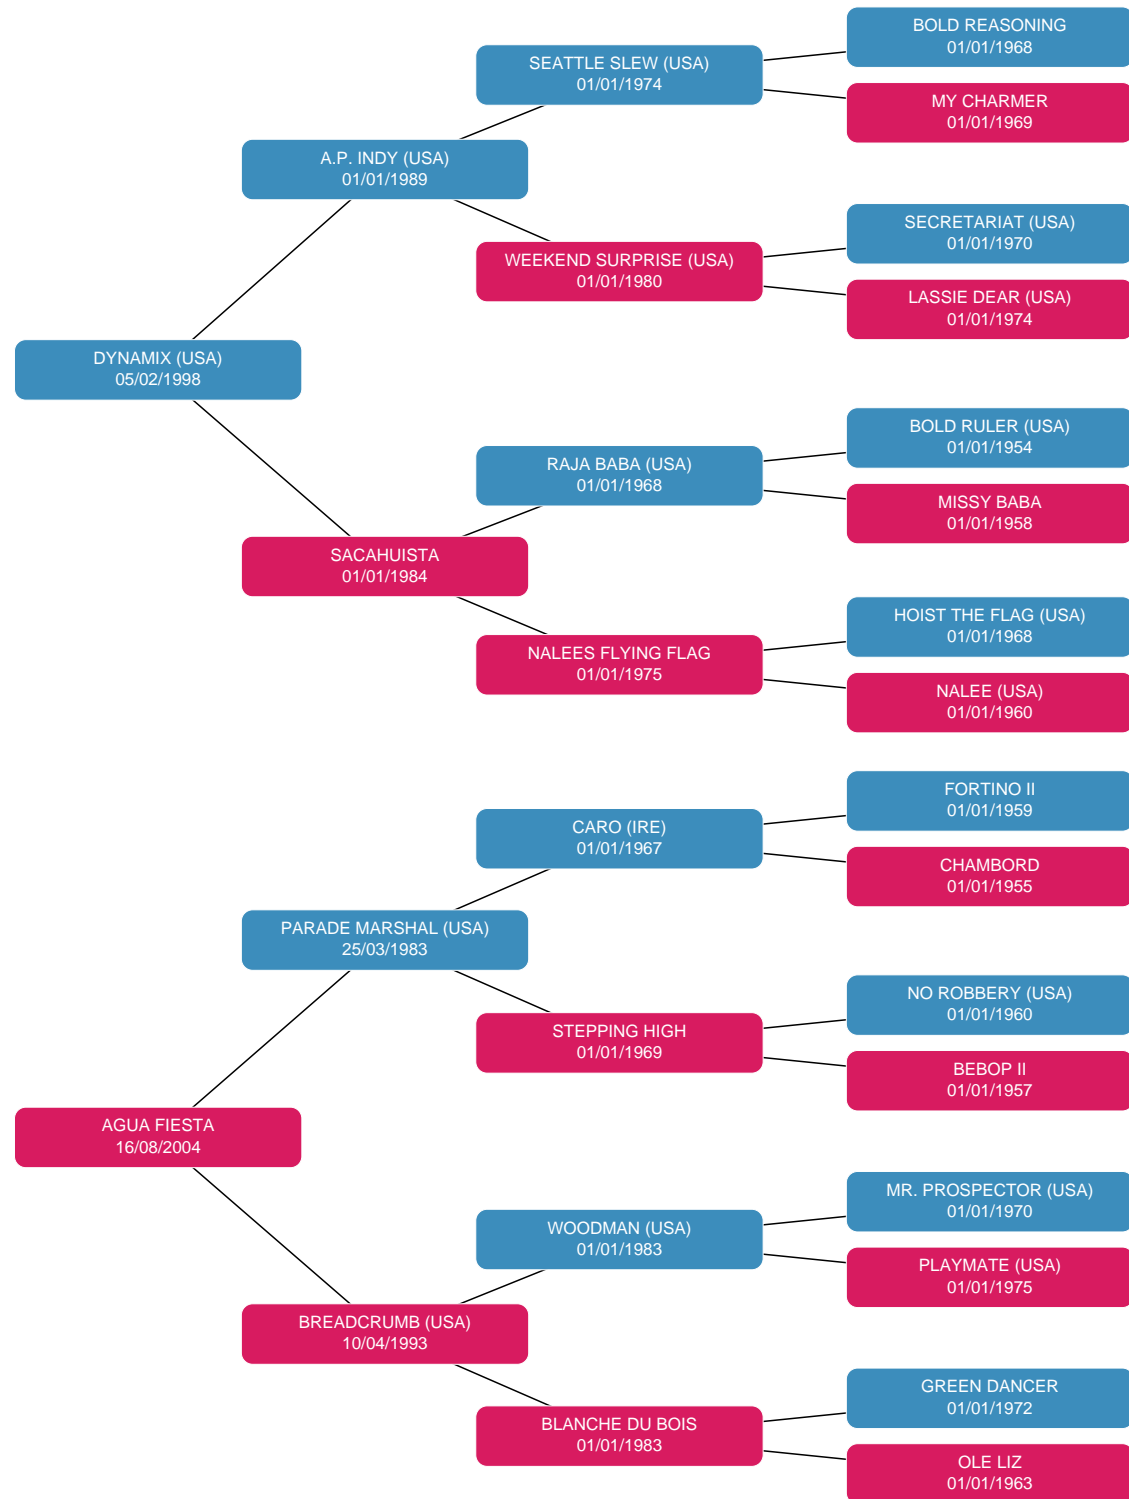 BOLD REASONING
01/01/1968
SEATTLE SLEW (USA)
01/01/1974
MY CHARMER
01/01/1969
A.P. INDY (USA)
01/01/1989
SECRETARIAT (USA)
01/01/1970
WEEKEND SURPRISE (USA)
01/01/1980
LASSIE DEAR (USA)
01/01/1974
DYNAMIX (USA)
05/02/1998
BOLD RULER (USA)
01/01/1954
RAJA BABA (USA)
01/01/1968
MISSY BABA
01/01/1958
SACAHUISTA
01/01/1984
HOIST THE FLAG (USA)
01/01/1968
NALEES FLYING FLAG
01/01/1975
NALEE (USA)
01/01/1960
FORTINO II
01/01/1959
CARO (IRE)
01/01/1967
CHAMBORD
01/01/1955
PARADE MARSHAL (USA)
25/03/1983
NO ROBBERY (USA)
01/01/1960
STEPPING HIGH
01/01/1969
BEBOP II
01/01/1957
AGUA FIESTA
16/08/2004
MR. PROSPECTOR (USA)
01/01/1970
WOODMAN (USA)
01/01/1983
PLAYMATE (USA)
01/01/1975
BREADCRUMB (USA)
10/04/1993
GREEN DANCER
01/01/1972
BLANCHE DU BOIS
01/01/1983
OLE LIZ
01/01/1963